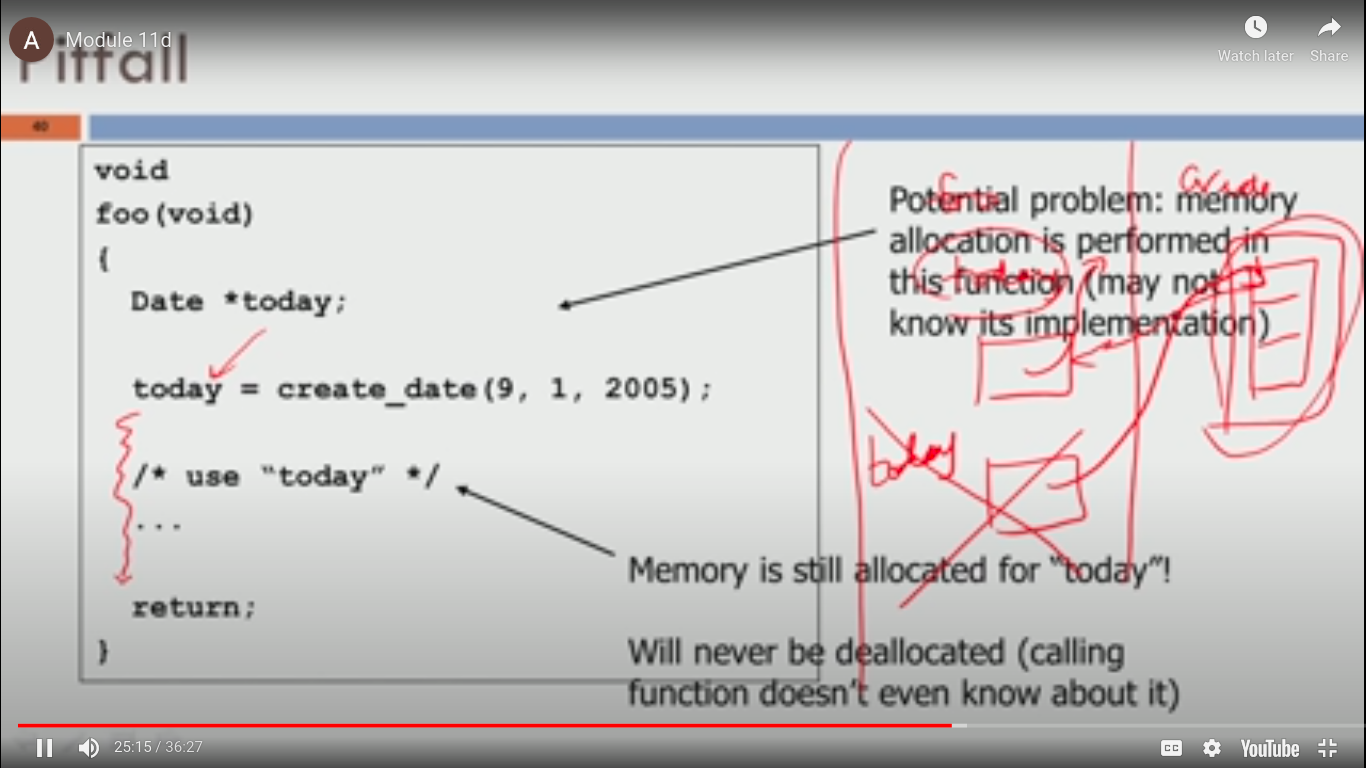 A
Module 11d
Watch later
Share
Pitfall
40
void
foo(void)
{
Date *today;
today = create_date(9, 1, 2005);
/* use “today” */
...
return;
}
Potential problem: memory
allocation is performed in
this function (may not
know its implementation)
today
Memory is still allocated for “today”!
Will never be deallocated (calling
function doesn’t even know about it)
25:15 / 36:27
CC
YouTube